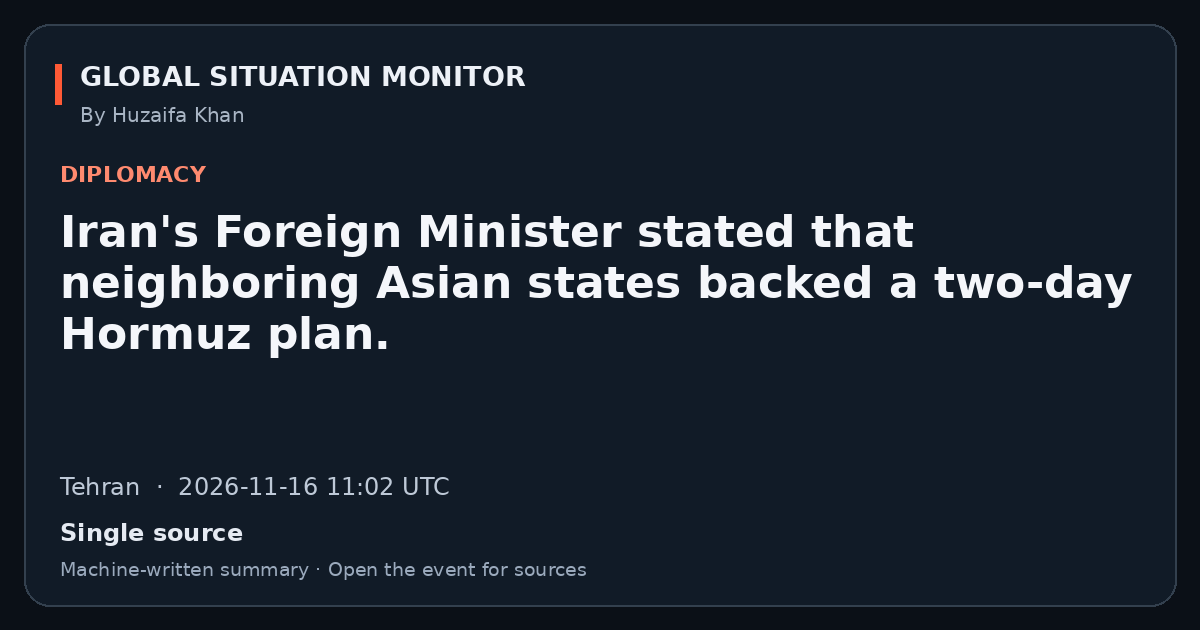 GLOBAL SITUATION MONITOR
By Huzaifa Khan
DIPLOMACY
Iran's Foreign Minister stated that
neighboring Asian states backed a two-day
Hormuz plan.
Tehran · 2026-11-16 11:02 UTC
Single source
Machine-written summary · Open the event for sources